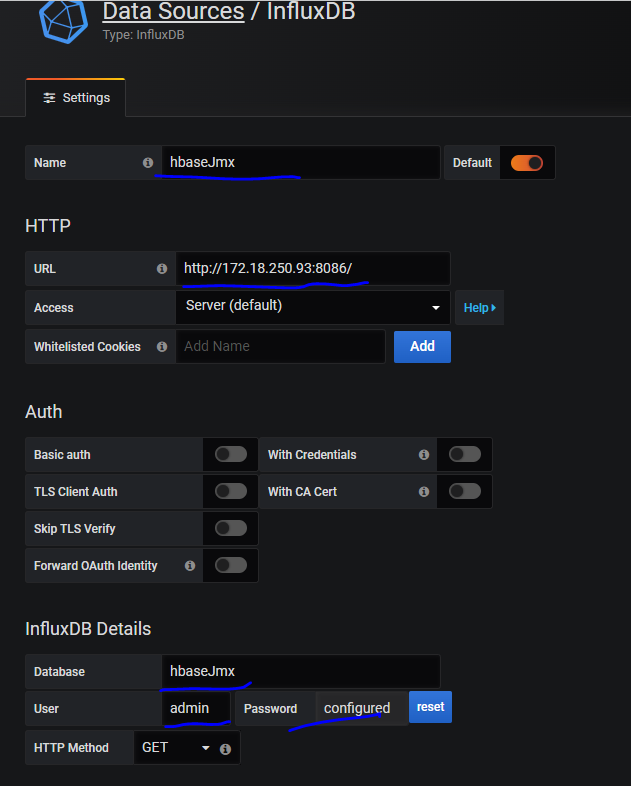 Data Sources / InfluxDB
Type: InfluxDB
Settings
Name hbaseJmx Default
HTTP
URL http://172.18.250.93:8086/
Access Server (default) Help
Whitelisted Cookies Add Name Add
Auth
Basic auth With Credentials
TLS Client Auth With CA Cert
Skip TLS Verify
Forward OAuth Identity
InfluxDB Details
Database hbaseJmx
User admin Password configured reset
HTTP Method GET